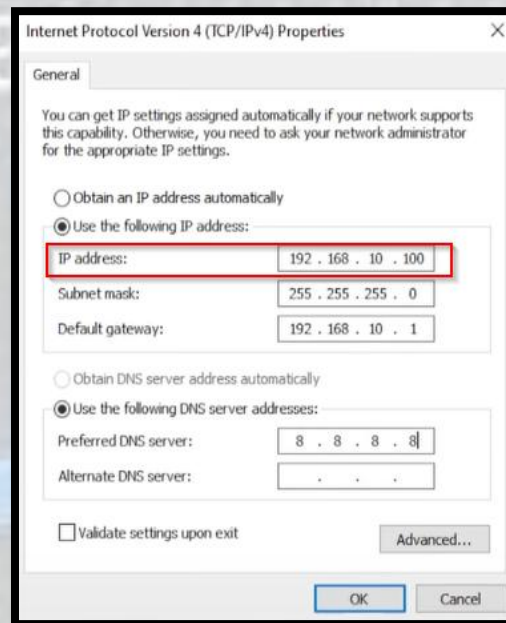 Internet Protocol Version 4 (TCP/IPv4) Properties
General
You can get IP settings assigned automatically if your network supports
this capability. Otherwise, you need to ask your network administrator
for the appropriate IP settings.
Obtain an IP address automatically
Use the following IP address:
IP address: 192 . 168 . 10 . 100
Subnet mask: 255 . 255 . 255 . 0
Default gateway: 192 . 168 . 10 . 1
Obtain DNS server address automatically
Use the following DNS server addresses:
Preferred DNS server: 8 . 8 . 8 . 8
Alternate DNS server: . . .
Validate settings upon exit
Advanced...
OK Cancel